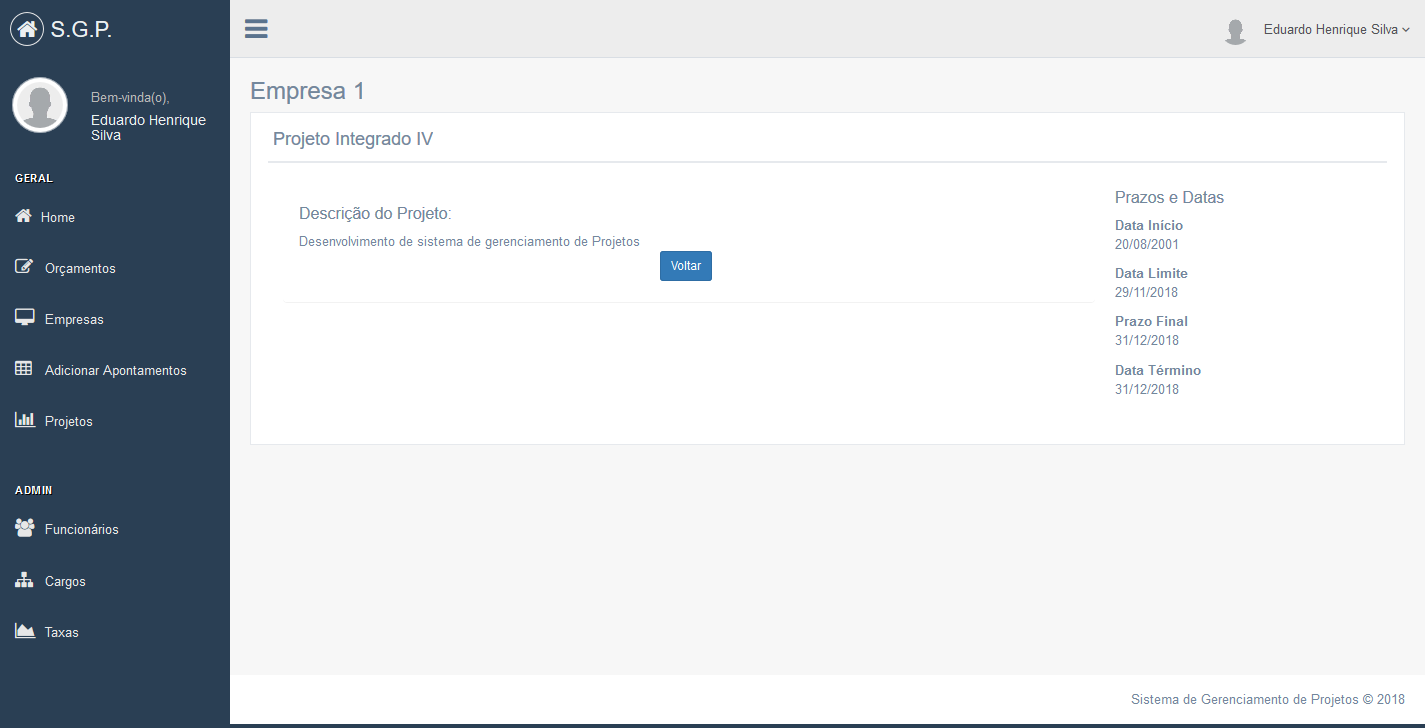 S.G.P.
Bem-vinda(o),
Eduardo Henrique
Silva
GERAL
Home
Orçamentos
Empresas
Adicionar Apontamentos
Projetos
ADMIN
Funcionários
Cargos
Taxas
Eduardo Henrique Silva
Empresa 1
Projeto Integrado IV
Descrição do Projeto:
Desenvolvimento de sistema de gerenciamento de Projetos
Voltar
Prazos e Datas
Data Início
20/08/2001
Data Limite
29/11/2018
Prazo Final
31/12/2018
Data Término
31/12/2018
Sistema de Gerenciamento de Projetos © 2018